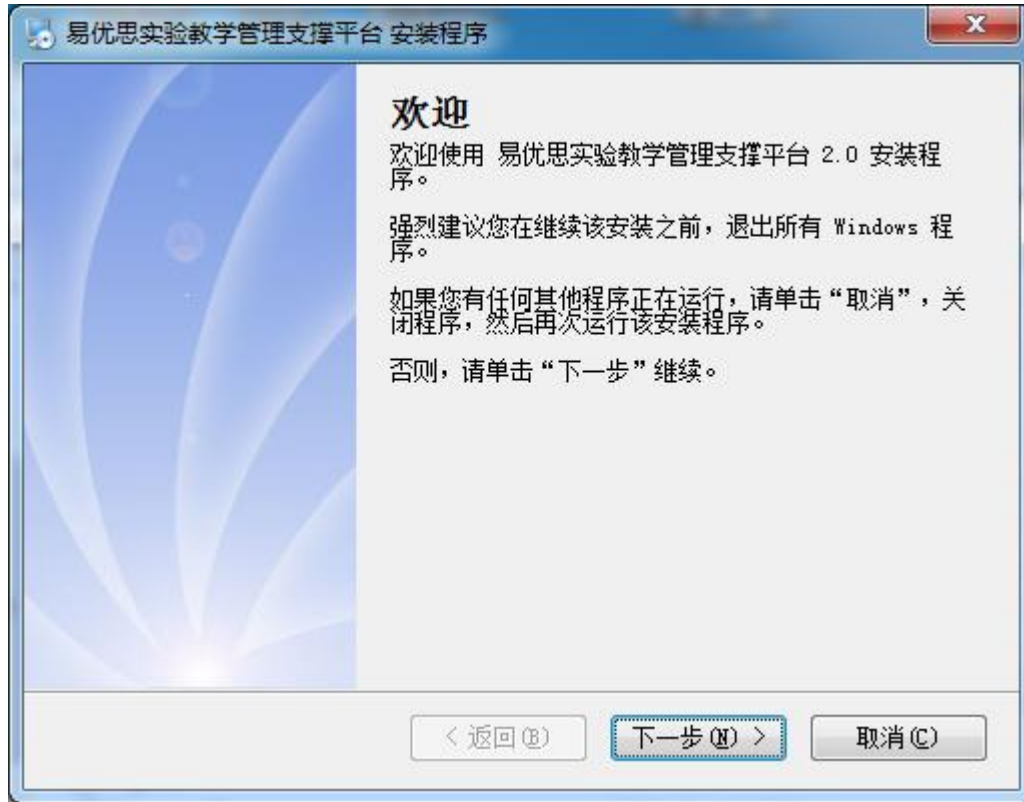 易优思实验教学管理支撑平台 安装程序
欢迎
欢迎使用 易优思实验教学管理支撑平台 2.0 安装程
序。
强烈建议您在继续该安装之前，退出所有 Windows 程
序。
如果您有任何其他程序正在运行，请单击“取消”，关
闭程序，然后再次运行该安装程序。
否则，请单击“下一步”继续。
< 返回(B)
下一步(N) >
取消(C)